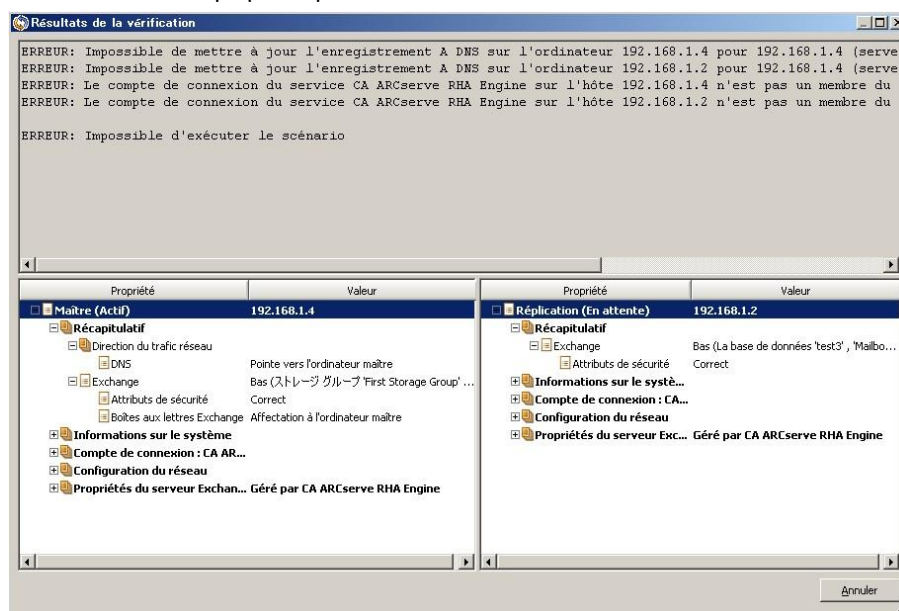 Résultats de la vérification
ERREUR: Impossible de mettre à jour l'enregistrement A DNS sur l'ordinateur 192.168.1.4 pour 192.168.1.4 (serve
ERREUR: Impossible de mettre à jour l'enregistrement A DNS sur l'ordinateur 192.168.1.2 pour 192.168.1.4 (serve
ERREUR: Le compte de connexion du service CA ARCserve RHA Engine sur l'hôte 192.168.1.4 n'est pas un membre du
ERREUR: Le compte de connexion du service CA ARCserve RHA Engine sur l'hôte 192.168.1.2 n'est pas un membre du
ERREUR: Impossible d'exécuter le scénario
Propriété Valeur
Maître (Actif) 192.168.1.4
Récapitulatif
Direction du trafic réseau
DNS Pointe vers l'ordinateur maître
Exchange Bas (ストレージ グループ 'First Storage Group' ...
Attributs de sécurité Correct
Boîtes aux lettres Exchange Affectation à l'ordinateur maître
Informations sur le système
Compte de connexion : CA AR...
Configuration du réseau
Propriétés du serveur Exchan... Géré par CA ARCserve RHA Engine
Propriété Valeur
Réplication (En attente) 192.168.1.2
Récapitulatif
Exchange Bas (La base de données 'test3' , 'Mailbo...
Attributs de sécurité Correct
Informations sur le systè...
Compte de connexion : CA...
Configuration du réseau
Propriétés du serveur Exc... Géré par CA ARCserve RHA Engine
Annuler